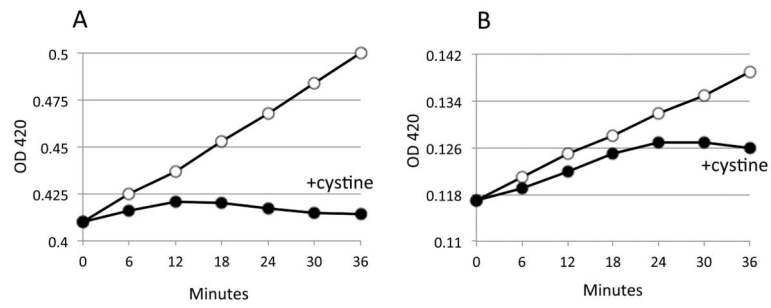 A
0.5
0.475
0.45
0.425
0.4
OD 420
+cystine
0 6 12 18 24 30 36
Minutes
B
0.142
0.134
0.126
0.118
0.11
OD 420
+cystine
0 6 12 18 24 30 36
Minutes